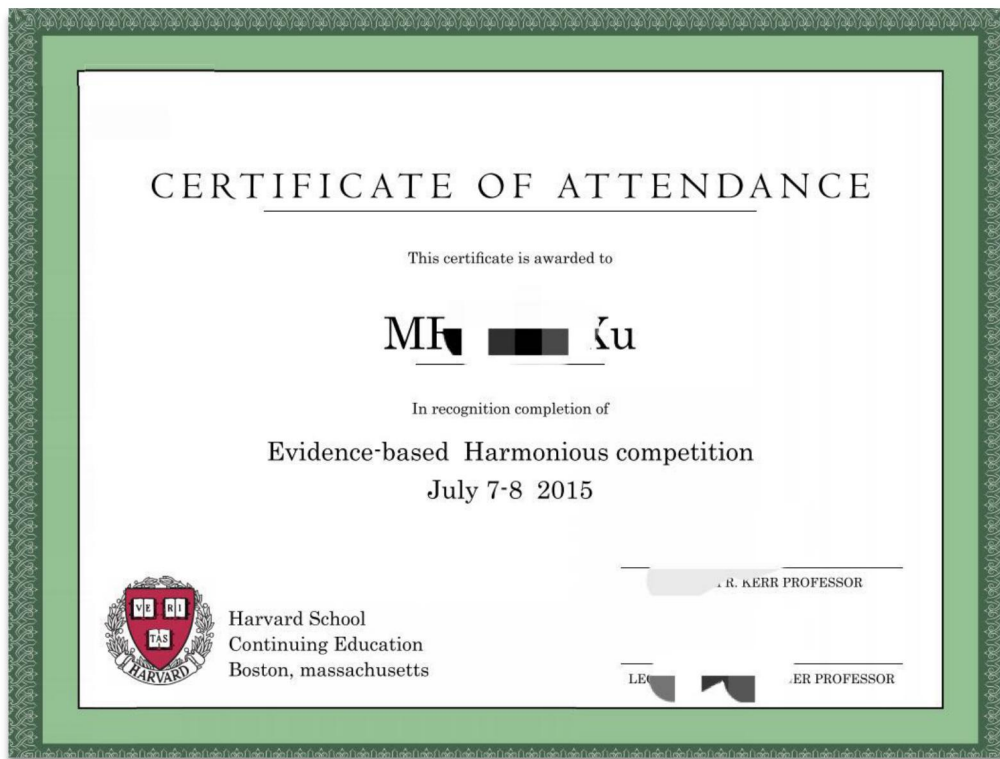 CERTIFICATE OF ATTENDANCE
This certificate is awarded to
In recognition completion of
Evidence-based Harmonious competition
July 7-8 2015
VE RI
TAS
HARVARD
Harvard School
Continuing Education
Boston, massachusetts
R. KERR PROFESSOR
PROFESSOR